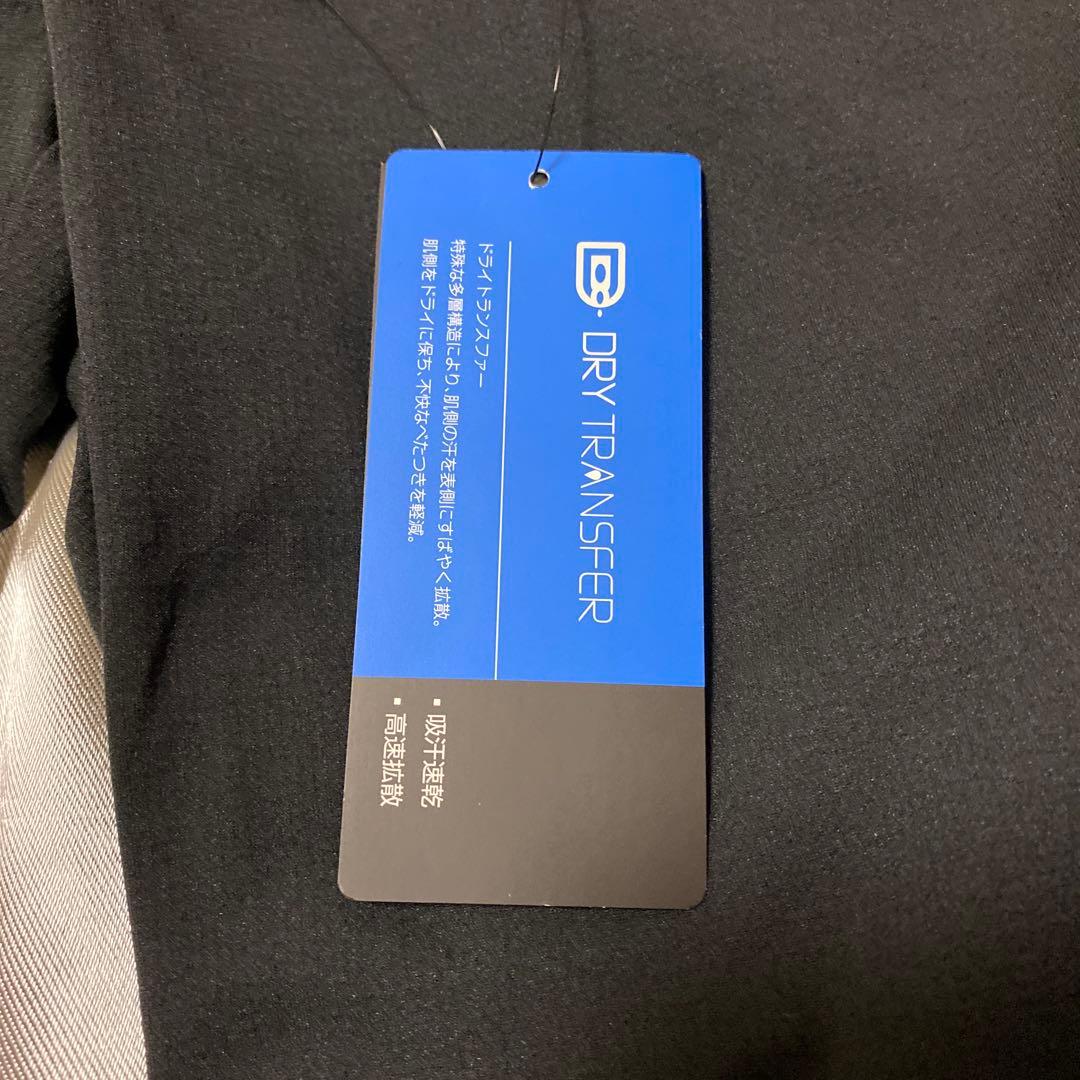 DRY TRANSFER
ドライトランスファー
特殊な多層構造により、肌側の汗を表側にすばやく拡散。
肌側をドライに保ち、不快なべたつきを軽減。
▪ 吸汗速乾
▪ 高速拡散